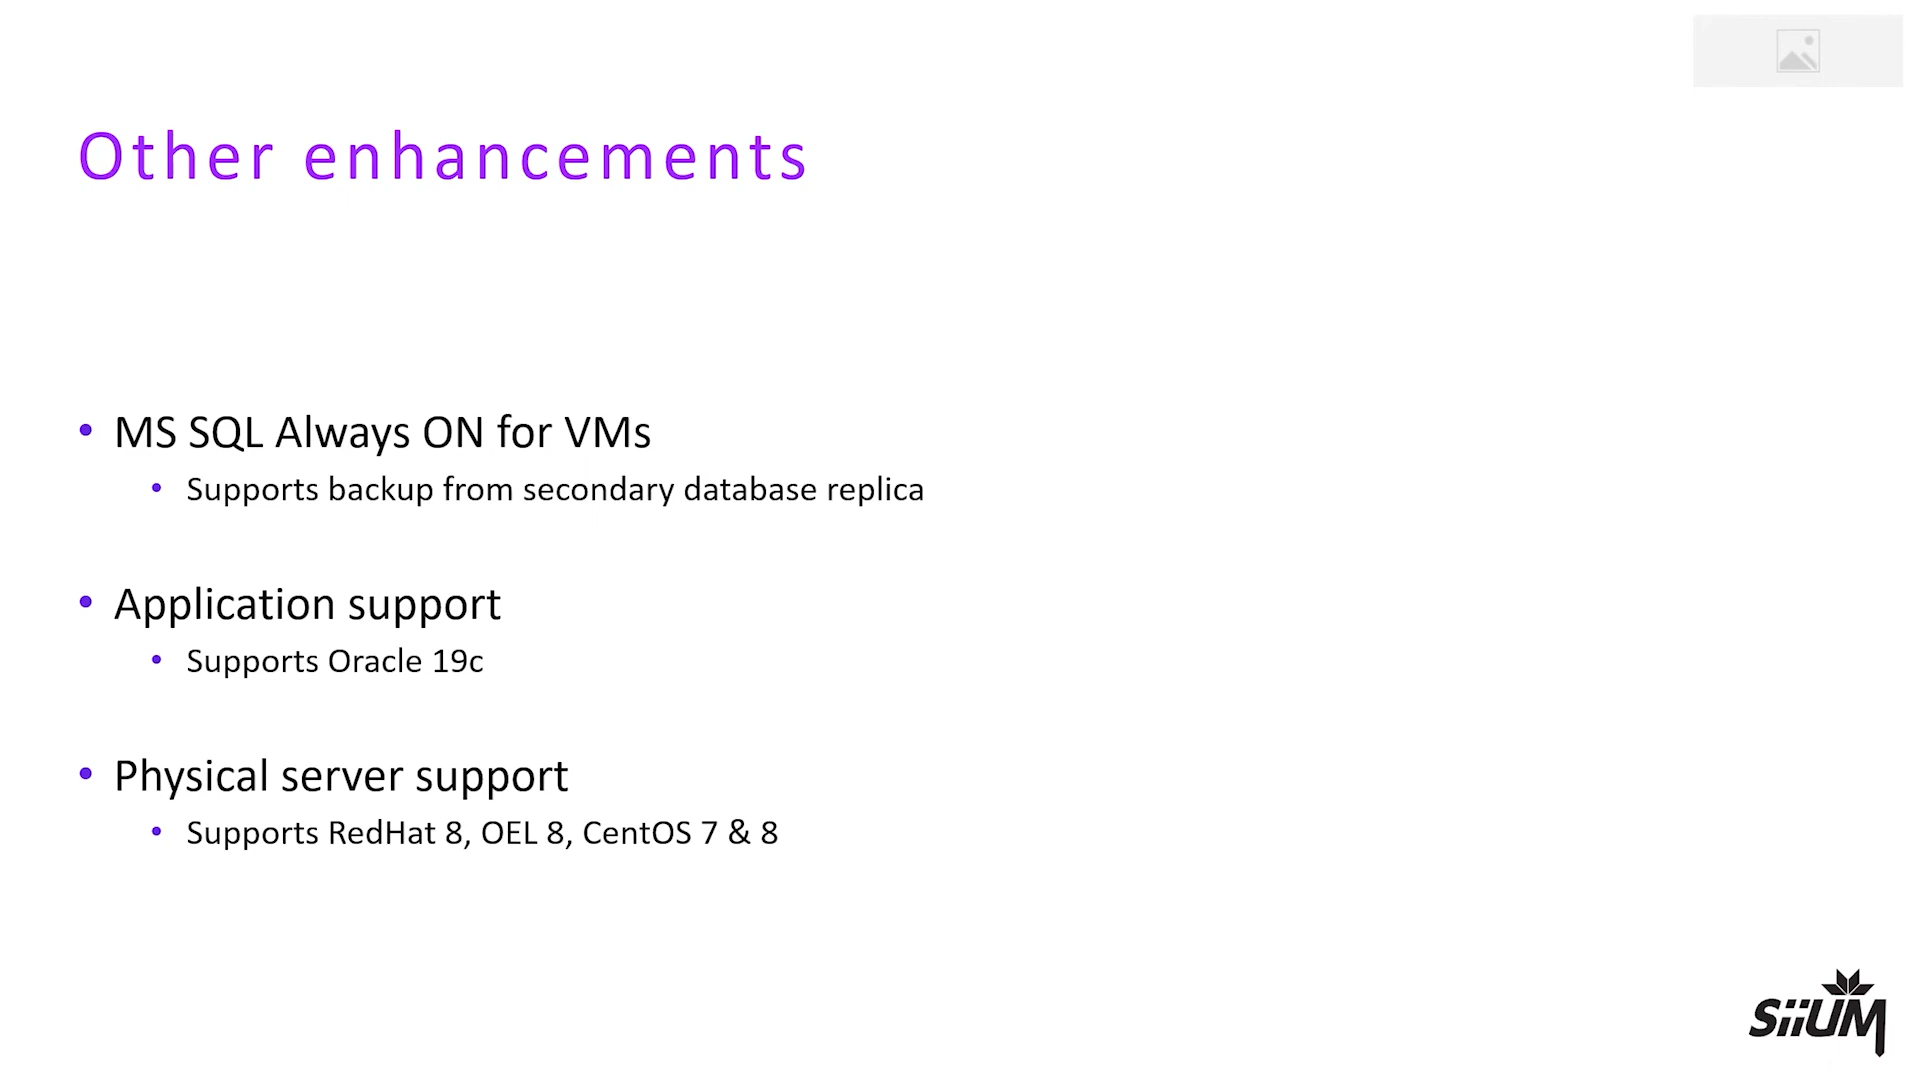 Other enhancements
• MS SQL Always ON for VMs
• Supports backup from secondary database replica
• Application support
• Supports Oracle 19c
• Physical server support
• Supports RedHat 8, OEL 8, CentOS 7 & 8
SiiUM